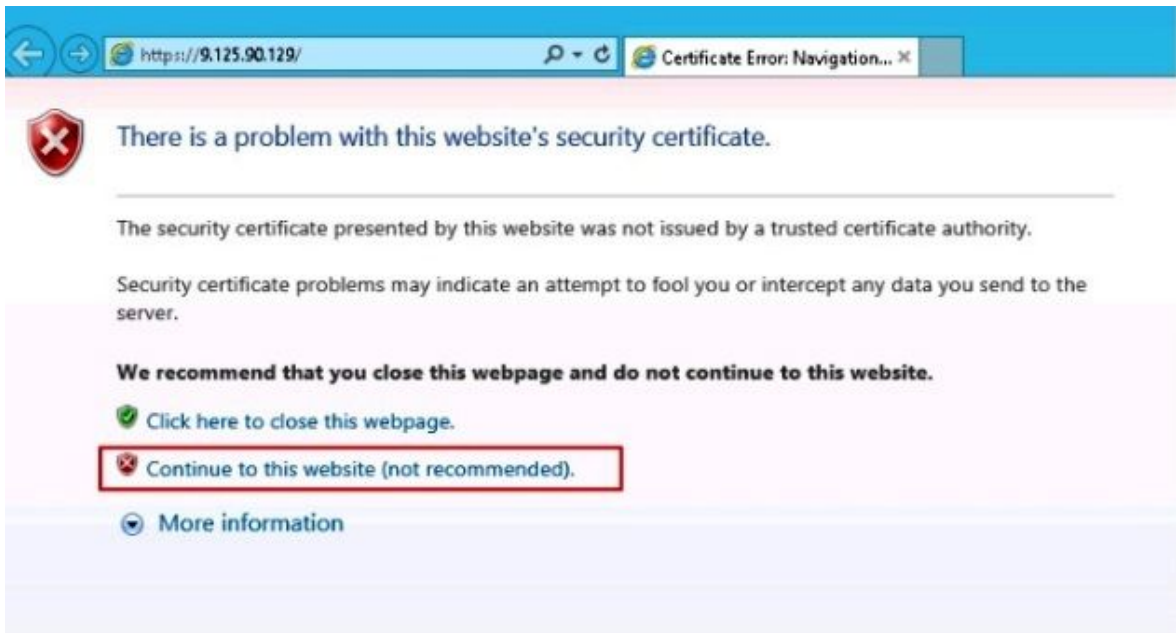 https://9.125.90.129/
Certificate Error: Navigation...
There is a problem with this website's security certificate.
The security certificate presented by this website was not issued by a trusted certificate authority.
Security certificate problems may indicate an attempt to fool you or intercept any data you send to the
server.
We recommend that you close this webpage and do not continue to this website.
Click here to close this webpage.
Continue to this website (not recommended).
More information